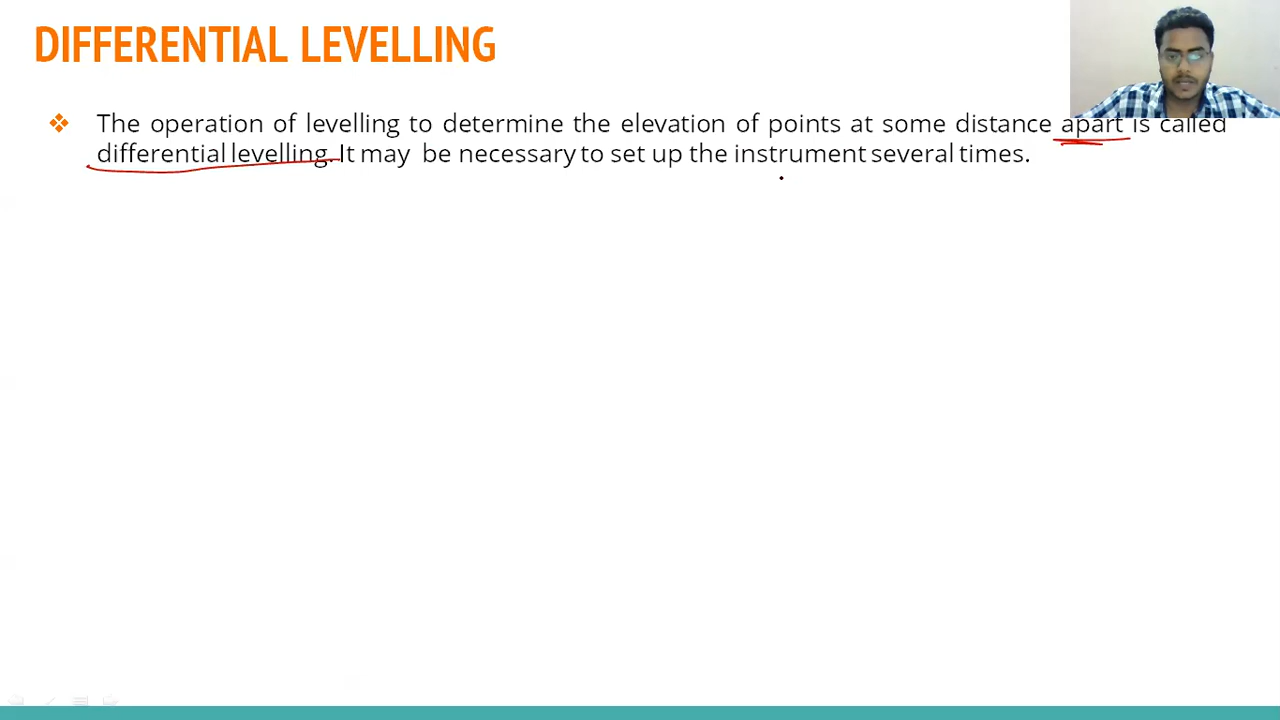 DIFFERENTIAL LEVELLING
❖ The operation of levelling to determine the elevation of points at some distance apart is called
differential levelling. It may be necessary to set up the instrument several times.